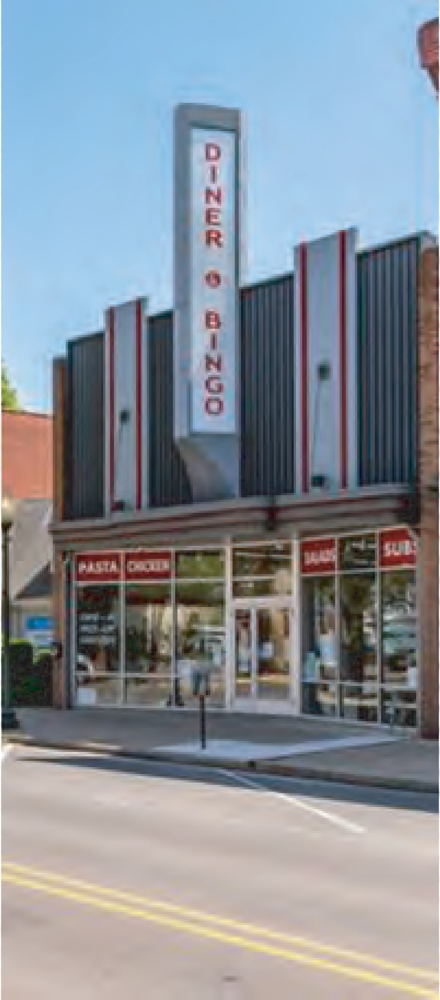 DINER & BINGO
PASTA
CHICKEN
SALADS
SUBS